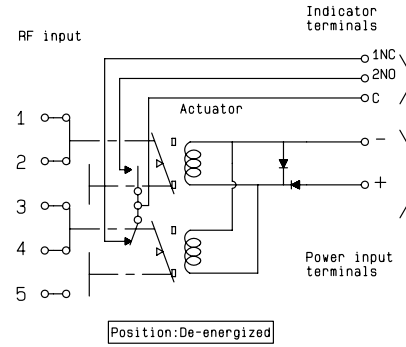 Indicator
terminals
RF input
1NC
2NO
C
Actuator
1
2
3
4
5
−
+
Power input
terminals
Position:De-energized